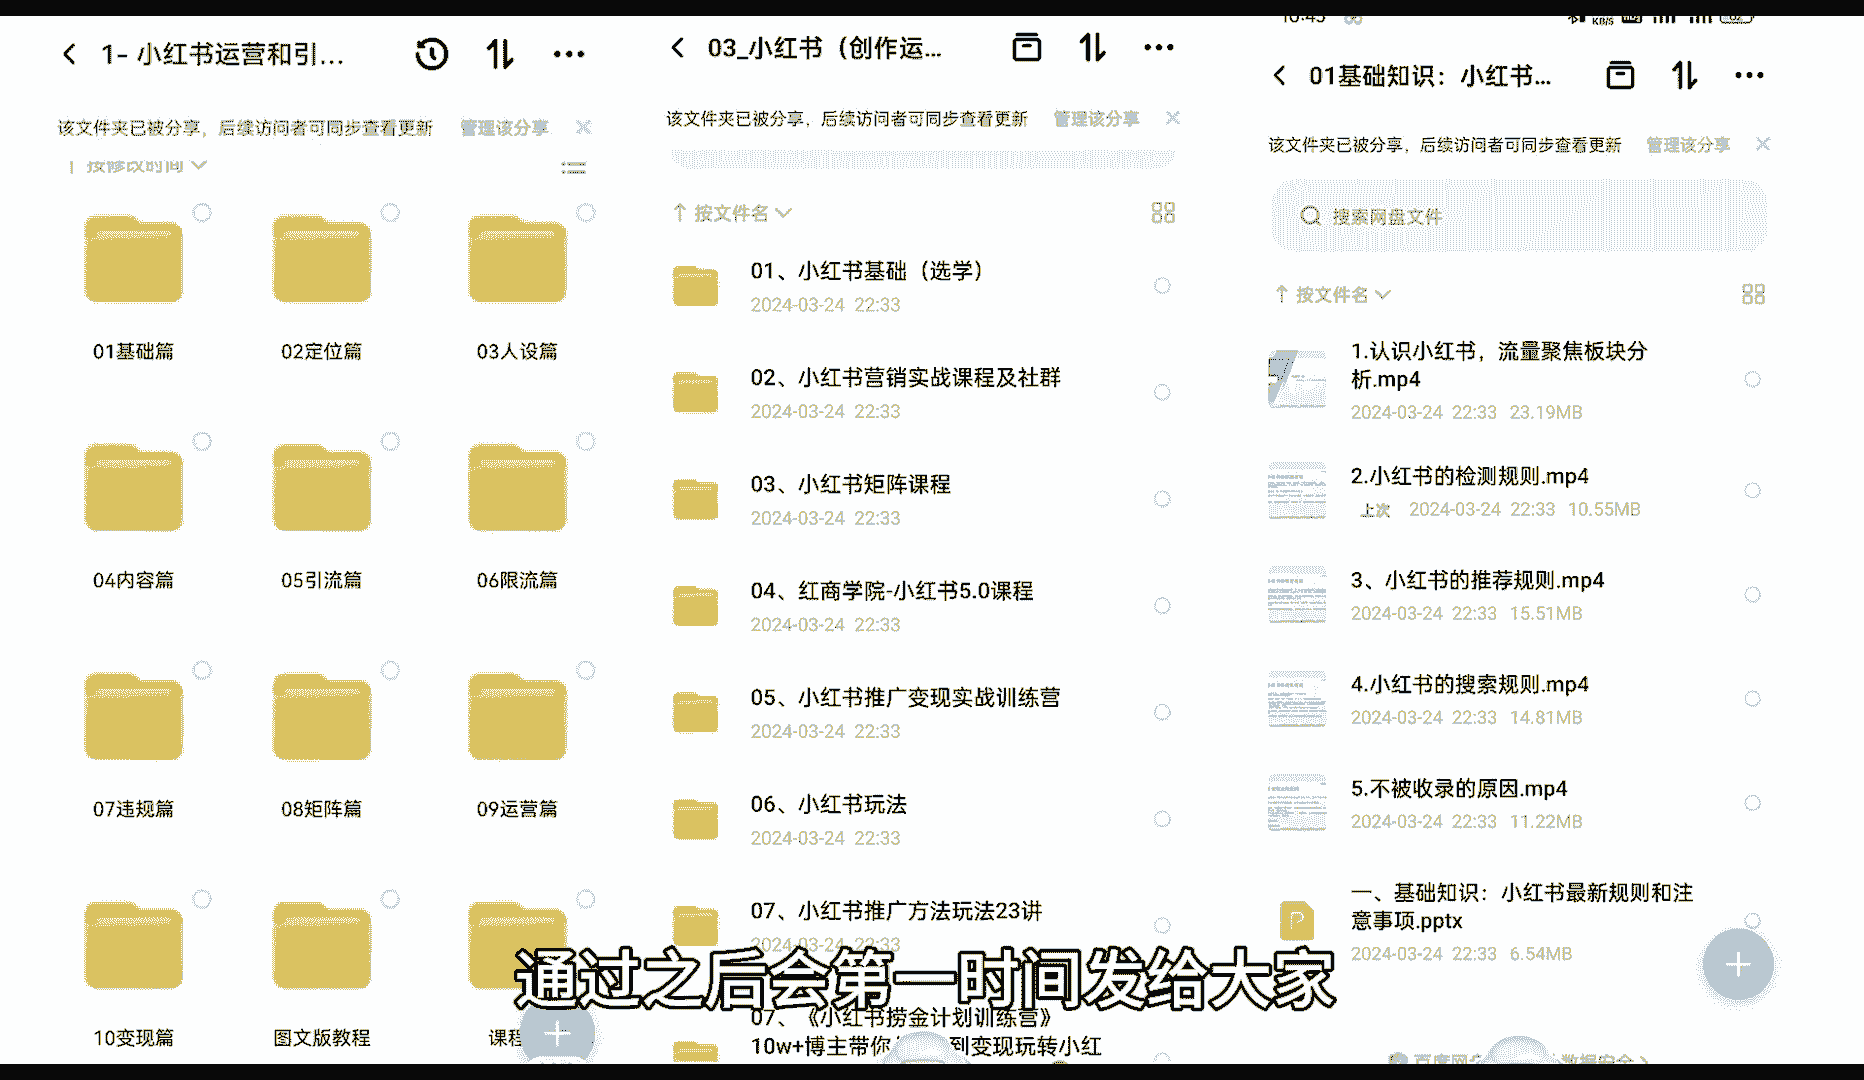 1- 小红书运营和引...
该文件夹已被分享，后续访问者可同步查看更新 管理该分享
按修改时间
01基础篇
02定位篇
03人设篇
04内容篇
05引流篇
06限流篇
07违规篇
08矩阵篇
09运营篇
10变现篇
图文版教程
课程
03_小红书（创作运...
该文件夹已被分享，后续访问者可同步查看更新 管理该分享
按文件名
01、小红书基础（选学）
2024-03-24 22:33
02、小红书营销实战课程及社群
2024-03-24 22:33
03、小红书矩阵课程
2024-03-24 22:33
04、红商学院-小红书5.0课程
2024-03-24 22:33
05、小红书推广变现实战训练营
2024-03-24 22:33
06、小红书玩法
2024-03-24 22:33
07、小红书推广方法玩法23讲
2024-03-24 22:33
07、《小红书捞金计划训练营》
10w+博主带你 到变现玩转小红
KB/S
01基础知识：小红书...
该文件夹已被分享，后续访问者可同步查看更新 管理该分享
搜索网盘文件
按文件名
1.认识小红书，流量聚焦板块分
析.mp4
2024-03-24 22:33 23.19MB
2.小红书的检测规则.mp4
上次 2024-03-24 22:33 10.55MB
3、小红书的推荐规则.mp4
2024-03-24 22:33 15.51MB
4.小红书的搜索规则.mp4
2024-03-24 22:33 14.81MB
5.不被收录的原因.mp4
2024-03-24 22:33 11.22MB
一、基础知识：小红书最新规则和注
意事项.pptx
2024-03-24 22:33 6.54MB
通过之后会第一时间发给大家